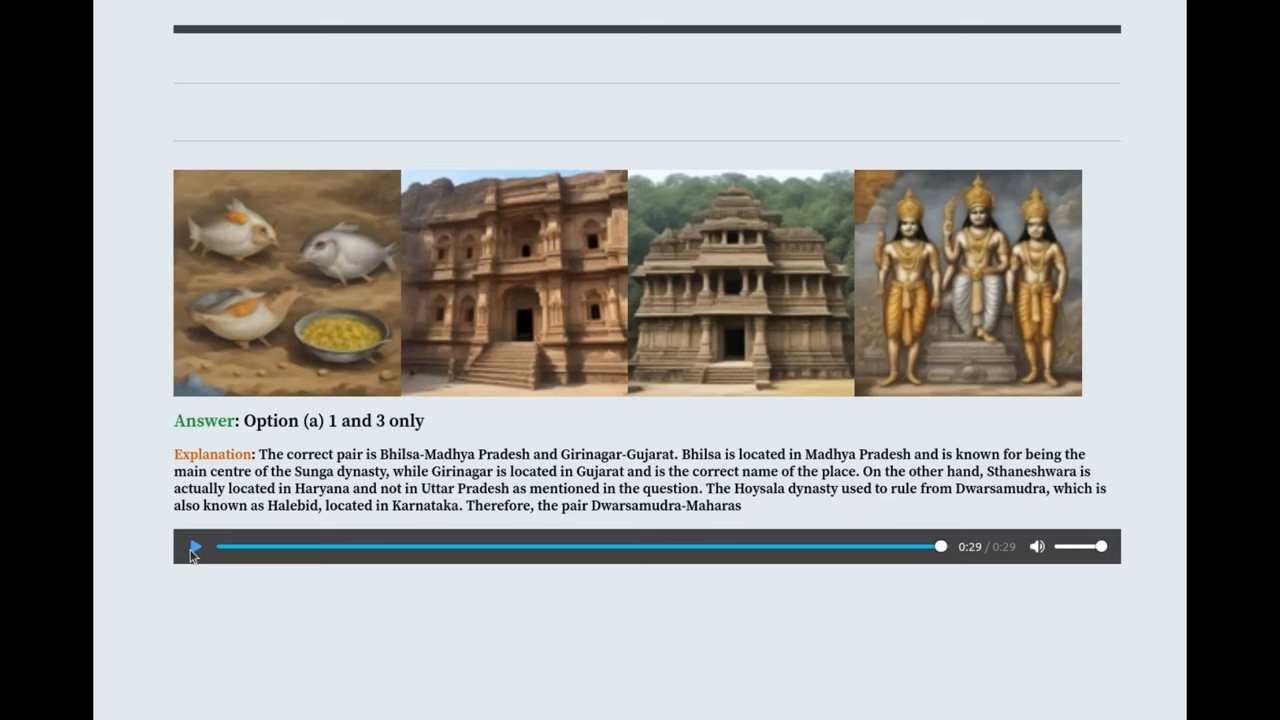 Answer: Option (a) 1 and 3 only
Explanation: The correct pair is Bhilsa-Madhya Pradesh and Girinagar-Gujarat. Bhilsa is located in Madhya Pradesh and is known for being the
main centre of the Sunga dynasty, while Girinagar is located in Gujarat and is the correct name of the place. On the other hand, Sthaneshwara is
actually located in Haryana and not in Uttar Pradesh as mentioned in the question. The Hoysala dynasty used to rule from Dwarsamudra, which is
also known as Halebid, located in Karnataka. Therefore, the pair Dwarsamudra-Maharas
0:29 / 0:29